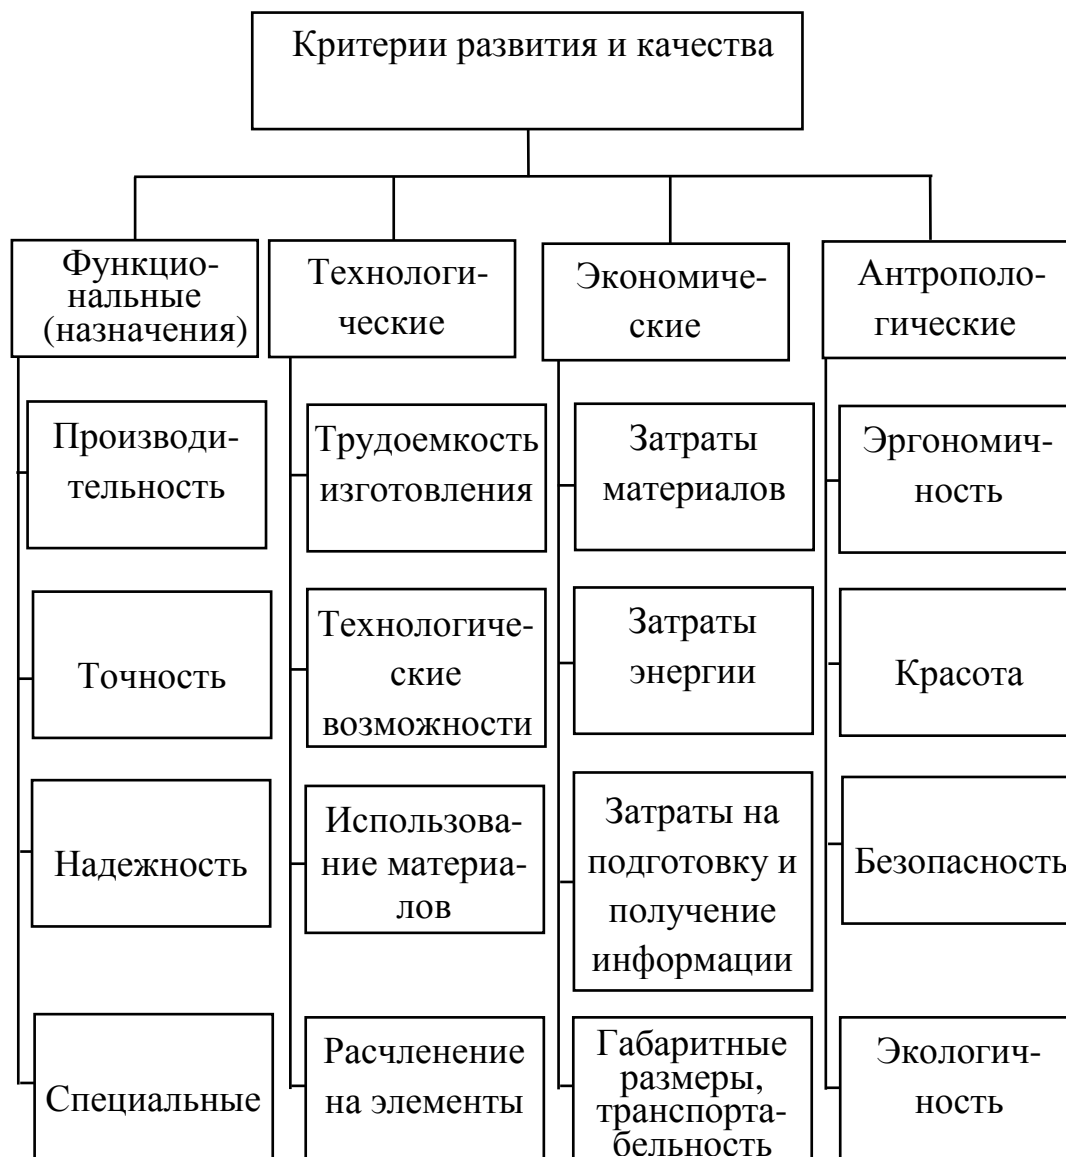 Критерии развития и качества
Функцио-
нальные
(назначения)
Технологи-
ческие
Экономиче-
ские
Антрополо-
гические
Производи-
тельность
Трудоемкость
изготовления
Затраты
материалов
Эргономич-
ность
Точность
Технологиче-
ские
возможности
Затраты
энергии
Красота
Надежность
Использова-
ние материа-
лов
Затраты на
подготовку и
получение
информации
Безопасность
Специальные
Расчленение
на элементы
Габаритные
размеры,
транспорта-
бельность
Экологич-
ность